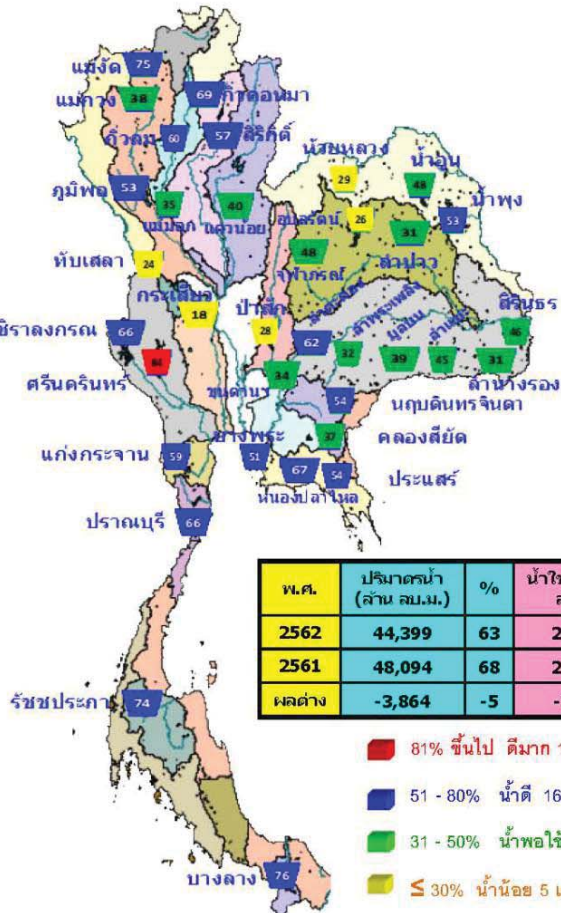 แม่งัด 75
แม่กวง 38
69 กิ่วคอหมา
กิ่วลม 60
57 สิริกิติ์
ภูมิพล 53
35 แม่มอก
40 แควน้อย
น้ำอูน 48
29
น้ำพุง 53
อุบลรัตน์ 26
31 ลำปาว
48 จุฬาภรณ์
ทับเสลา 24
กระเสียว 18
ป่าสัก 28
62
ลำพระเพลิง 32
มูลบน 39
ลำแชะ 45
สิรินธร 46
31 ลำนางรอง
ชิราลงกรณ 66
ศรีนครินทร์ 84
ขุนด่านฯ 34
54 นฤบดินทรจินดา
บางพระ 51
37 คลองสียัด
แก่งกระจาน 59
67 หนองปลาไหล
54 ประแสร์
ปราณบุรี 66
พ.ศ. ปริมาตรน้ำ (ล้าน ลบ.ม.) % น้ำใช
2562 44,399 63 2
2561 48,094 68 2
ผลต่าง -3,864 -5 -
รัชชประภา 74
81% ขึ้นไป ดีมาก 1
51 - 80% น้ำดี 16
31 - 50% น้ำพอใช้
≤ 30% น้ำน้อย 5 แ
บางลาง 76